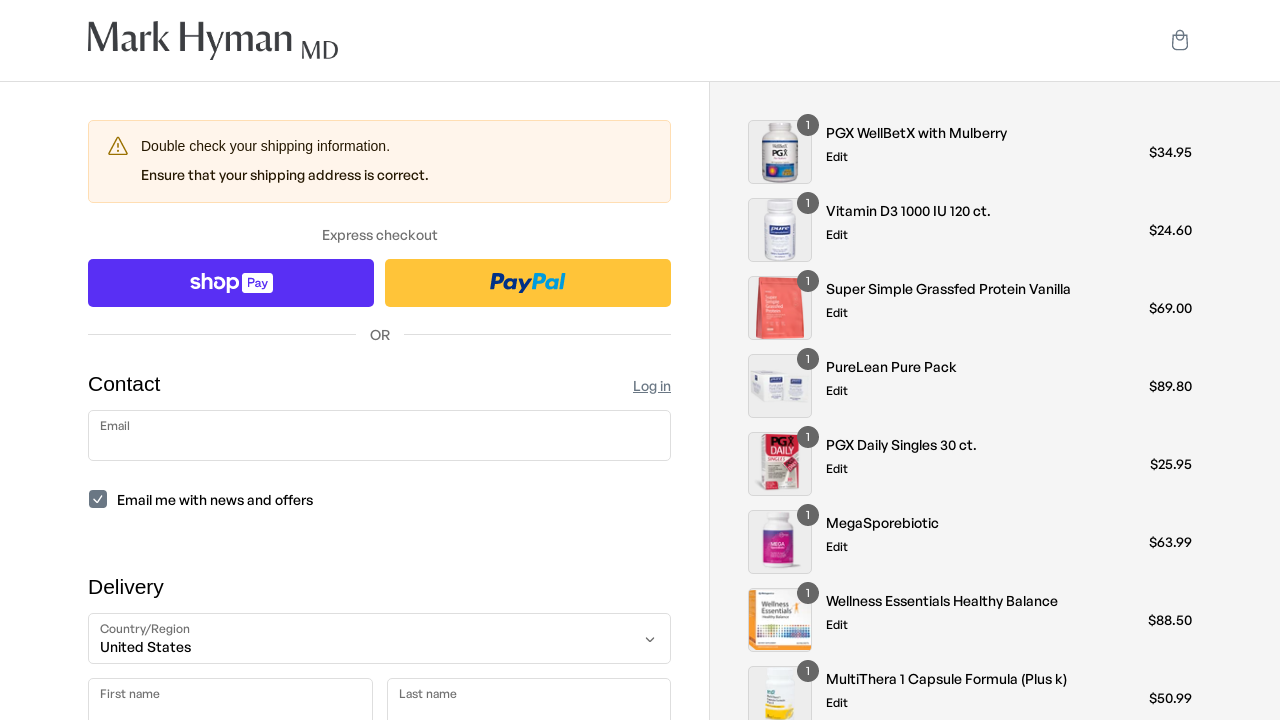 Mark Hyman MD
Double check your shipping information.
Ensure that your shipping address is correct.
Express checkout
shop Pay
PayPal
OR
Contact
Log in
Email
Email me with news and offers
Delivery
Country/Region
United States
First name
Last name
1
PGX WellBetX with Mulberry
Edit
$34.95
1
Vitamin D3 1000 IU 120 ct.
Edit
$24.60
1
Super Simple Grassfed Protein Vanilla
Edit
$69.00
1
PureLean Pure Pack
Edit
$89.80
1
PGX Daily Singles 30 ct.
Edit
$25.95
1
MegaSporebiotic
Edit
$63.99
1
Wellness Essentials Healthy Balance
Edit
$88.50
1
MultiThera 1 Capsule Formula (Plus k)
Edit
$50.99